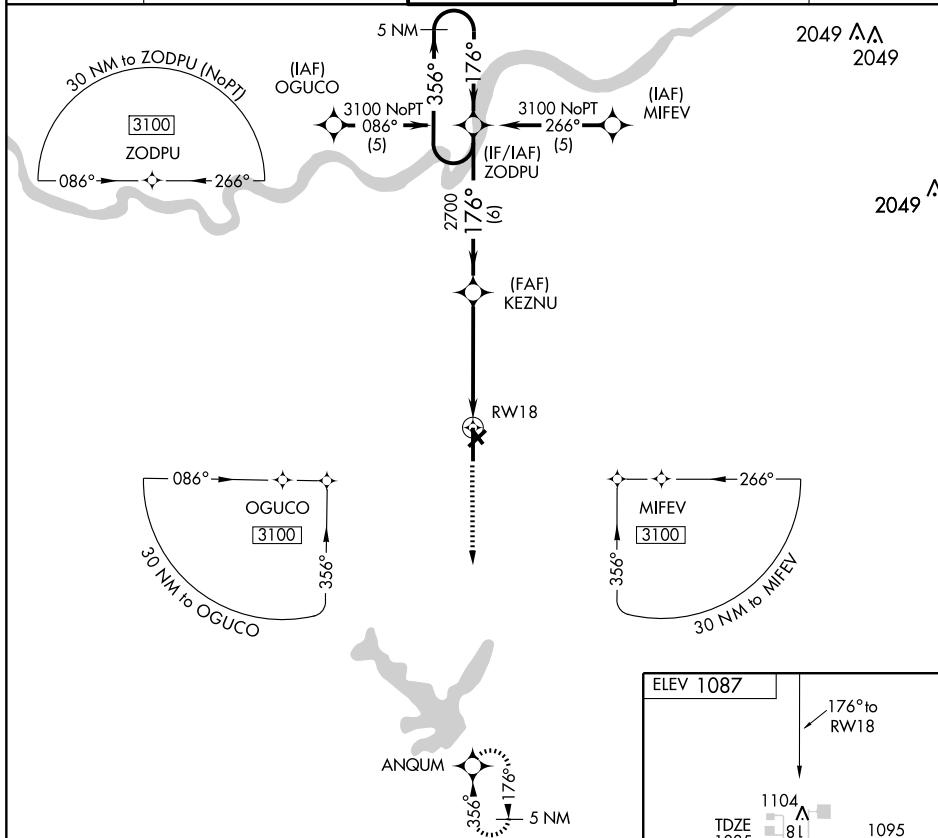 5 NM
356°
176°
2049
2049
30 NM to ZODPU (NoPT)
3100
ZODPU
086°
266°
(IAF)
OGUCO
3100 NoPT
086°
(5)
3100 NoPT
266°
(5)
(IAF)
MIFEV
(IF/IAF)
ZODPU
2700
176°
(6)
2049
(FAF)
KEZNU
RW18
086°
OGUCO
3100
356°
30 NM to OGUCO
266°
MIFEV
3100
356°
30 NM to MIFEV
ANQUM
356°
176°
5 NM
ELEV 1087
176° to
RW18
1104
TDZE
18
1095